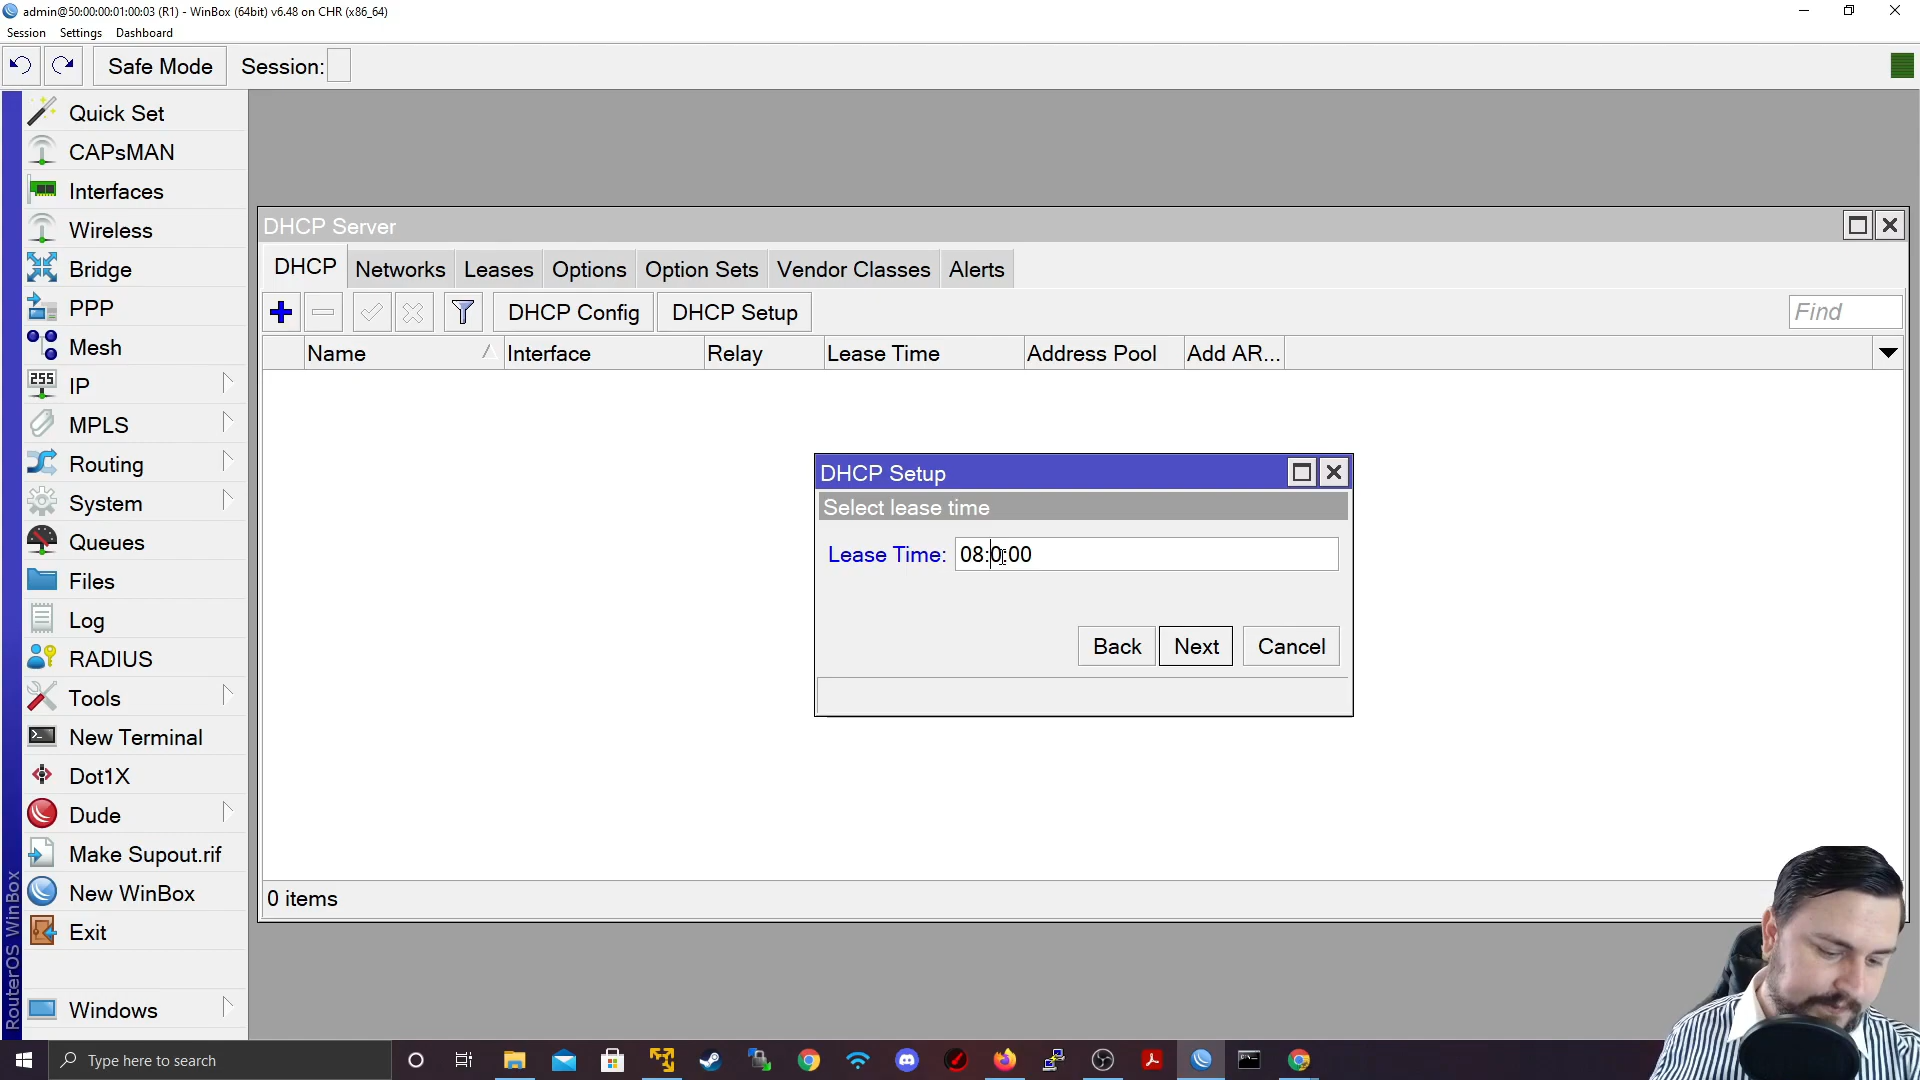 admin@50:00:00:01:00:03 (R1) - WinBox (64bit) v6.48 on CHR (x86_64)
Session Settings Dashboard
Safe Mode Session:
Quick Set
CAPsMAN
Interfaces
Wireless
Bridge
PPP
Mesh
255 IP
MPLS
Routing
System
Queues
Files
Log
RADIUS
Tools
New Terminal
Dot1X
Dude
Make Supout.rif
New WinBox
Exit
Windows
RouterOS WinBox
DHCP Server
DHCP Networks Leases Options Option Sets Vendor Classes Alerts
DHCP Config DHCP Setup Find
Name Interface Relay Lease Time Address Pool Add AR...
DHCP Setup
Select lease time
Lease Time: 08:0:00
Back Next Cancel
0 items
Type here to search